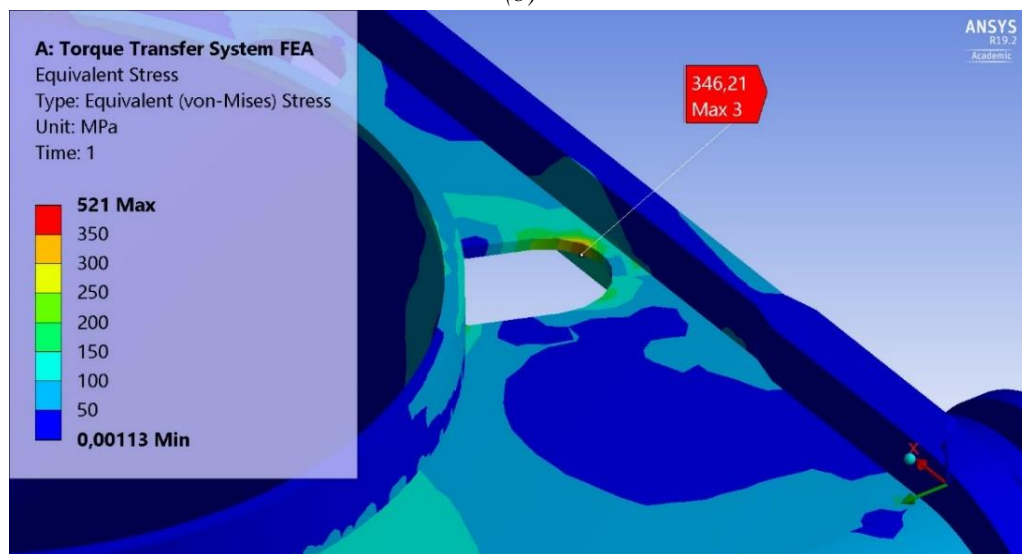 A: Torque Transfer System FEA
Equivalent Stress
Type: Equivalent (von-Mises) Stress
Unit: MPa
Time: 1
521 Max
350
300
250
200
150
100
50
0,00113 Min
346,21
Max 3
ANSYS
R19.2
Academic
X